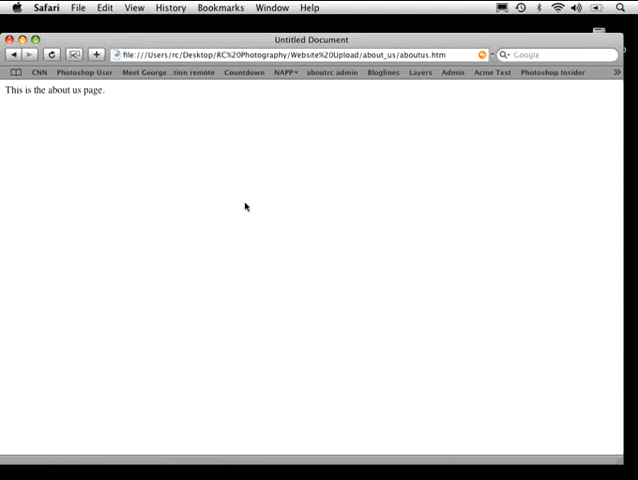 Safari File Edit View History Bookmarks Window Help
Untitled Document
file:///Users/rc/Desktop/RC%20Photography/Website%20Upload/about_us/aboutus.htm Google
CNN Photoshop User Meet George ...tion remote Countdown NAPP aboutrc admin Bloglines Layers Admin Acme Test Photoshop Insider
This is the about us page.